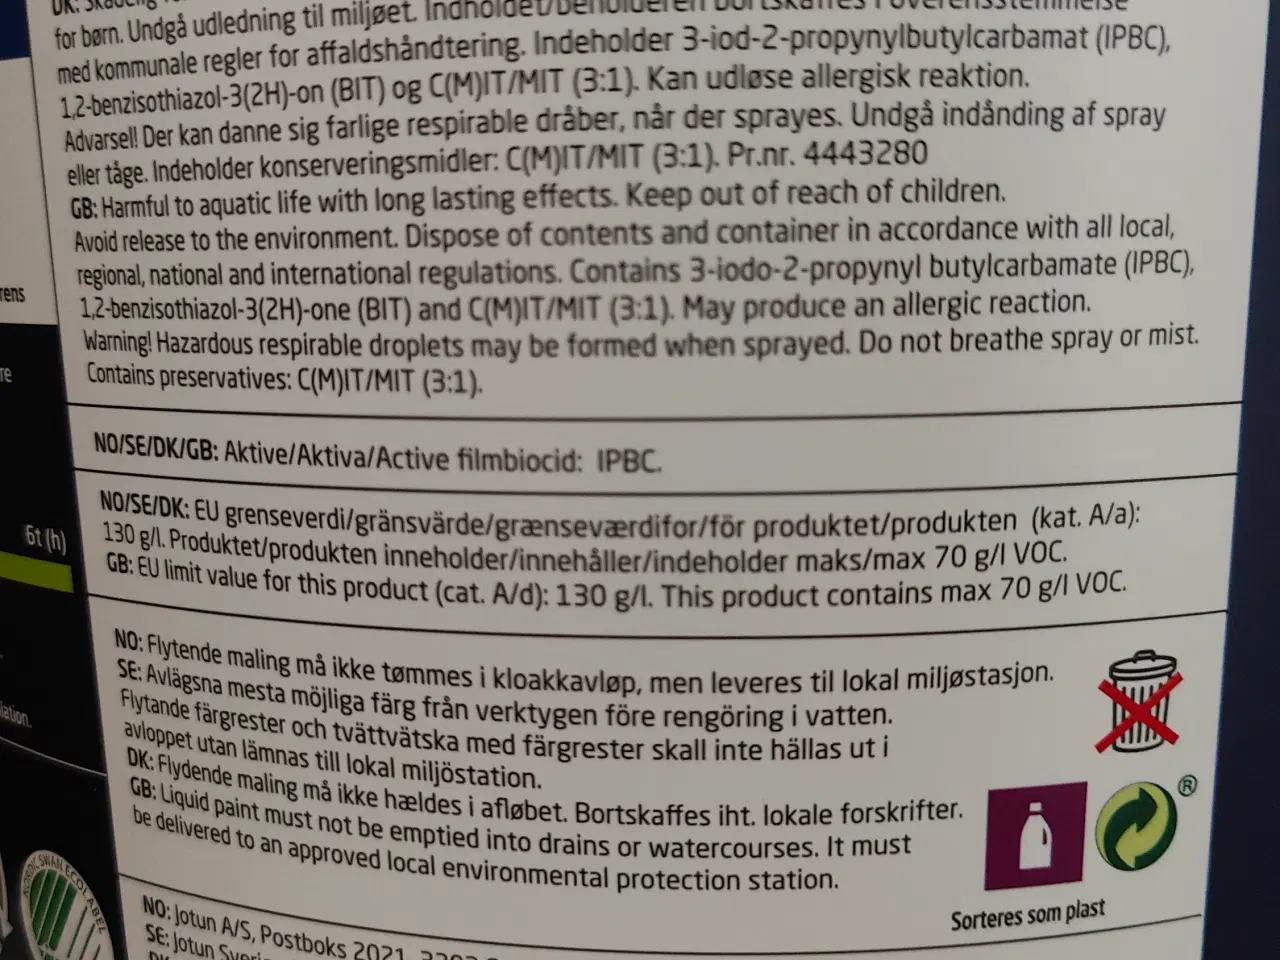 for børn. Undgå udledning til miljøet. Indholdet/beholderen bortskaffes i overensstemmelse
med kommunale regler for affaldshåndtering. Indeholder 3-iod-2-propynylbutylcarbamat (IPBC),
1,2-benzisothiazol-3(2H)-on (BIT) og C(M)IT/MIT (3:1). Kan udløse allergisk reaktion.
Advarsel! Der kan danne sig farlige respirable dråber, når der sprayes. Undgå indånding af spray
eller tåge. Indeholder konserveringsmidler: C(M)IT/MIT (3:1). Pr.nr. 4443280
GB: Harmful to aquatic life with long lasting effects. Keep out of reach of children.
Avoid release to the environment. Dispose of contents and container in accordance with all local,
regional, national and international regulations. Contains 3-iodo-2-propynyl butylcarbamate (IPBC),
1,2-benzisothiazol-3(2H)-one (BIT) and C(M)IT/MIT (3:1). May produce an allergic reaction.
Warning! Hazardous respirable droplets may be formed when sprayed. Do not breathe spray or mist.
Contains preservatives: C(M)IT/MIT (3:1).
NO/SE/DK/GB: Aktive/Aktiva/Active filmbiocid: IPBC.
NO/SE/DK: EU grenseverdi/gränsvärde/grænseværdifor/för produktet/produkten (kat. A/a):
130 g/l. Produktet/produkten inneholder/innehåller/indeholder maks/max 70 g/l VOC.
GB: EU limit value for this product (cat. A/d): 130 g/l. This product contains max 70 g/l VOC.
6t (h)
NO: Flytende maling må ikke tømmes i kloakkavløp, men leveres til lokal miljøstasjon.
SE: Avlägsna mesta möjliga färg från verktygen före rengöring i vatten.
Flytande färgrester och tvättvätska med färgrester skall inte hällas ut i
avloppet utan lämnas till lokal miljöstation.
DK: Flydende maling må ikke hældes i afløbet. Bortskaffes iht. lokale forskrifter.
GB: Liquid paint must not be emptied into drains or watercourses. It must
be delivered to an approved local environmental protection station.
®
Sorteres som plast
NORDIC SWAN ECOLABEL
NO: Jotun A/S, Postboks 2021,
SE: Jotun